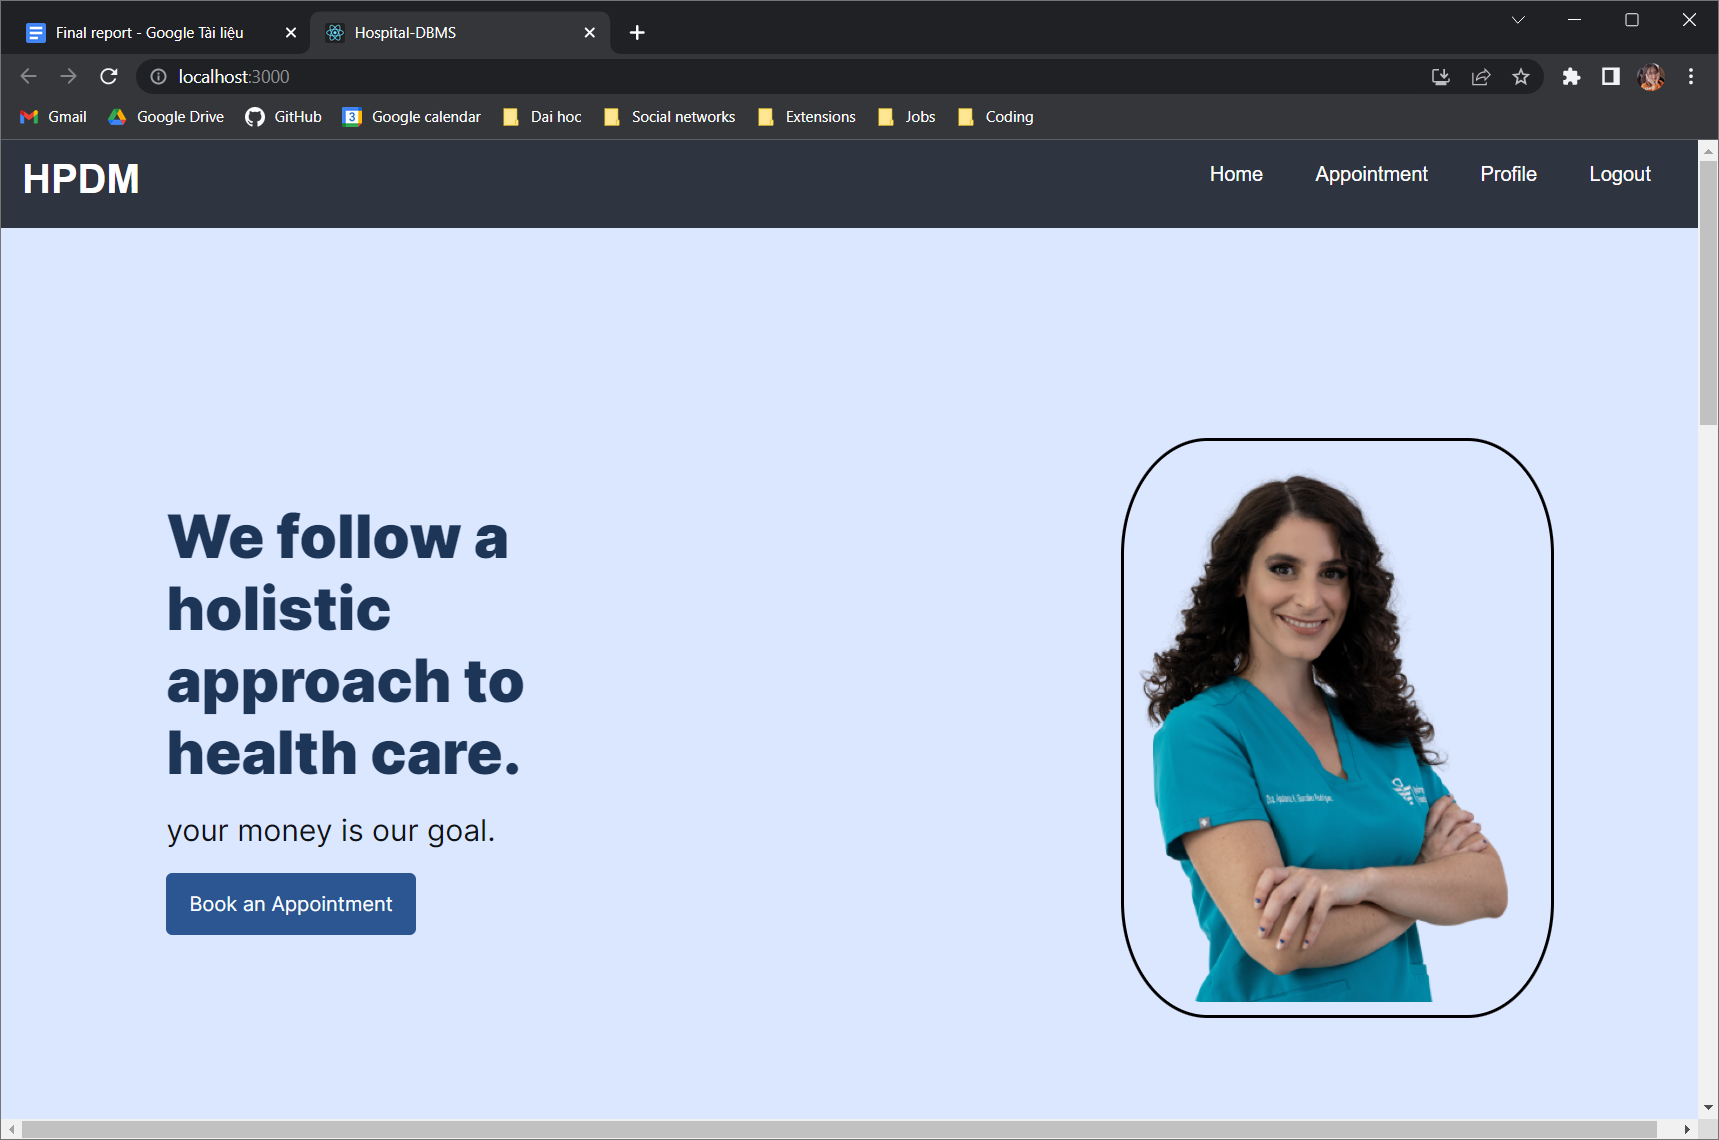 Final report - Google Tài liệu
Hospital-DBMS
localhost:3000
Gmail
Google Drive
GitHub
3
Google calendar
Dai hoc
Social networks
Extensions
Jobs
Coding
HPDM
Home
Appointment
Profile
Logout
We follow a
holistic
approach to
health care.
your money is our goal.
Book an Appointment